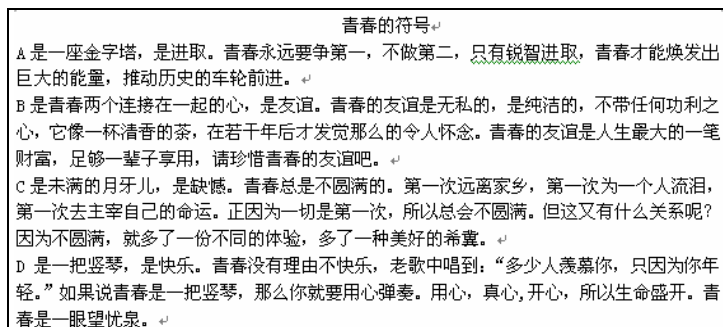 青春的符号
A 是一座金字塔，是进取。青春永远要争第一，不做第二，只有锐智进取，青春才能焕发出
巨大的能量，推动历史的车轮前进。
B 是青春两个连接在一起的心，是友谊。青春的友谊是无私的，是纯洁的，不带任何功利之
心，它像一杯清香的茶，在若干年后才发觉那么的令人怀念。青春的友谊是人生最大的一笔
财富，足够一辈子享用，请珍惜青春的友谊吧。
C 是未满的月牙儿，是缺憾。青春总是不圆满的。第一次远离家乡，第一次为一个人流泪，
第一次去主宰自己的命运。正因为一切是第一次，所以总会不圆满。但这又有什么关系呢？
因为不圆满，就多了一份不同的体验，多了一种美好的希冀。
D 是一把竖琴，是快乐。青春没有理由不快乐，老歌中唱到：“多少人羡慕你，只因为你年
轻。”如果说青春是一把竖琴，那么你就要用心弹奏。用心，真心,开心，所以生命盛开。青
春是一眼望忧泉。